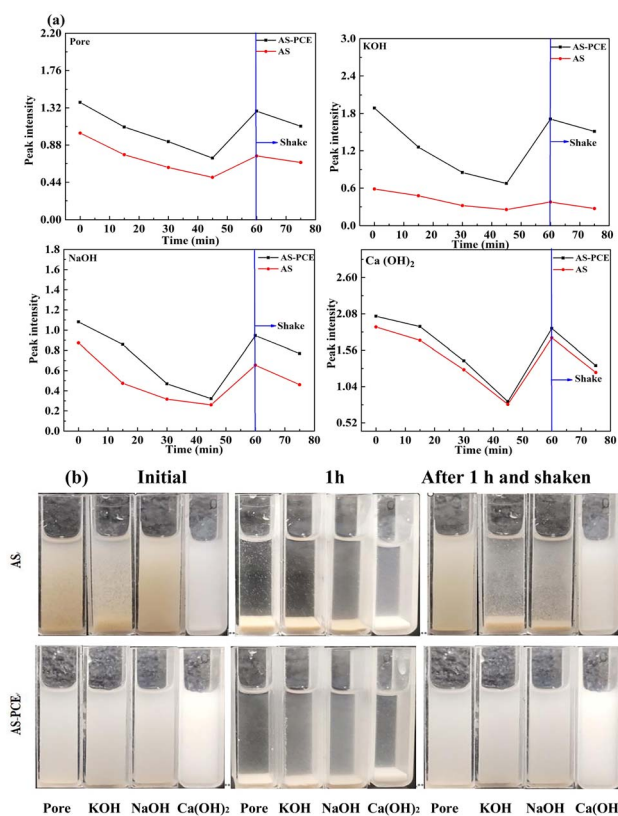 (a)
Pore
AS-PCE
AS
Shake
Peak intensity
2.20
1.76
1.32
0.88
0.44
0.00
0 10 20 30 40 50 60 70 80
Time (min)
KOH
AS-PCE
AS
Shake
Peak intensity
3.0
2.4
1.8
1.2
0.6
0.0
0 10 20 30 40 50 60 70 80
Time (min)
NaOH
AS-PCE
AS
Shake
Peak intensity
1.8
1.6
1.4
1.2
1.0
0.8
0.6
0.4
0.2
0.0
0 10 20 30 40 50 60 70 80
Time (min)
Ca (OH)2
AS-PCE
AS
Shake
Peak intensity
2.60
2.08
1.56
1.04
0.52
0 10 20 30 40 50 60 70 80
Time (min)
(b) Initial 1h After 1 h and shaken
AS
AS-PCE
Pore KOH NaOH Ca(OH)2 Pore KOH NaOH Ca(OH)2 Pore KOH NaOH Ca(OH